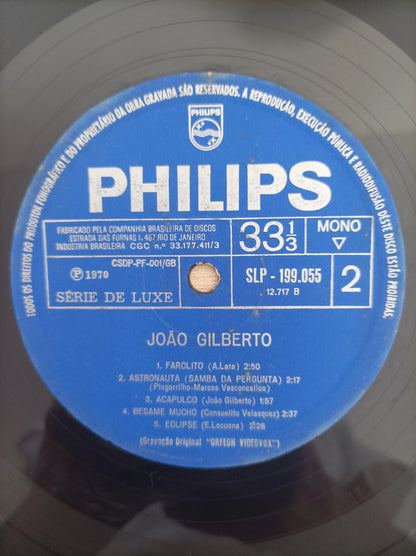 TODOS OS DIREITOS DO PRODUTOR FONOGRÁFICO E DO PROPRIETÁRIO DA OBRA GRAVADA SÃO RESERVADOS. A REPRODUÇÃO, EXECUÇÃO PÚBLICA E RADIODIFUSÃO DESTE DISCO ESTÃO PROIBIDAS.
PHILIPS
PHILIPS
FABRICADO PELA COMPANHIA BRASILEIRA DE DISCOS
ESTRADA DAS FURNAS 1.467 RIO DE JANEIRO
INDUSTRIA BRASILEIRA CGC n.º 33.177.411/3
33 1/3
MONO
▽
CSDP-PF-001/GB
Ⓟ 1970
SÉRIE DE LUXE
SLP - 199.055
12.717 B
2
JOÃO GILBERTO
1. FAROLITO (A.Lara) 2:50
2. ASTRONAUTA (SAMBA DA PERGUNTA) 2:17
(Pingarrilho-Marcos Vasconcellos)
3. ACAPULCO (João Gilberto) 1:57
4. BESAME MUCHO (Consuelito Velasquez) 2:37
5. ECLIPSE (E.Lecuona) 2:26
(Gravação Original "ORFEON VIDEOVOX")